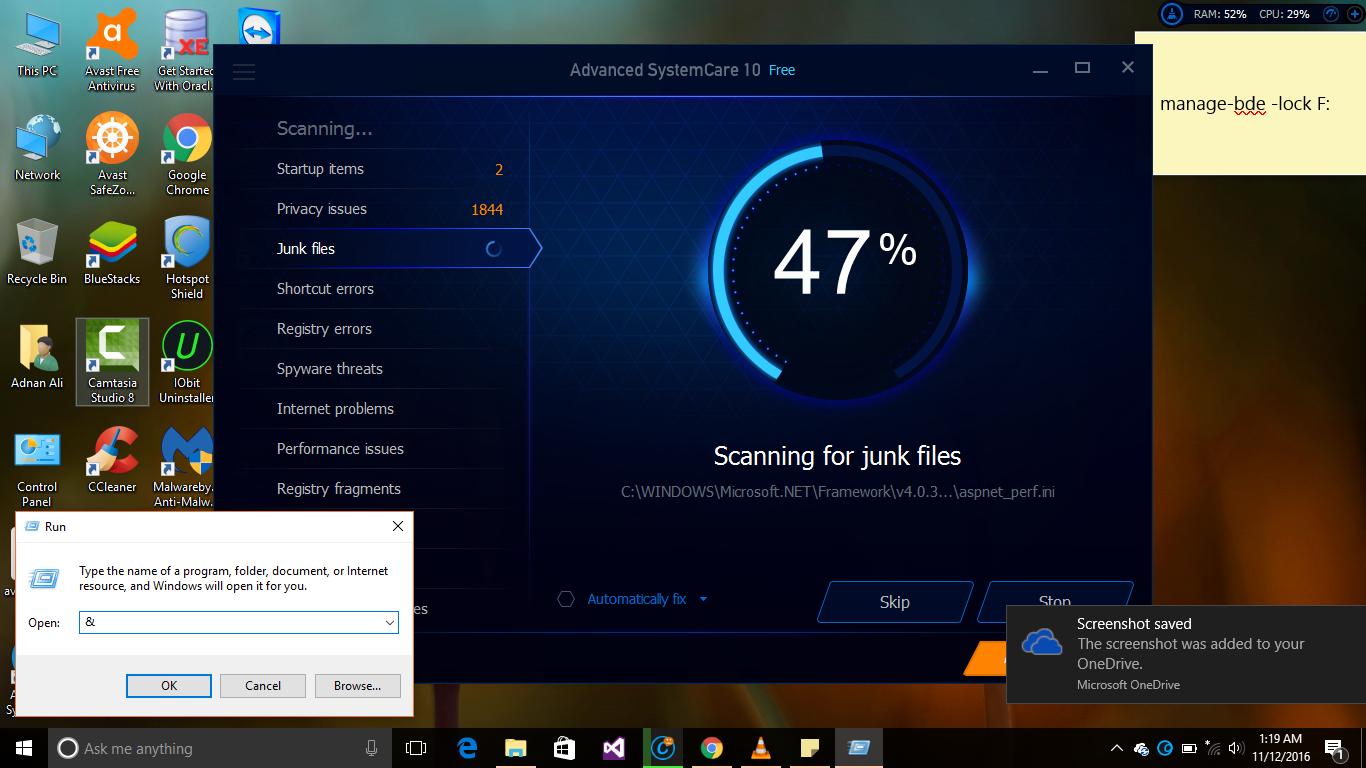 This PC
Avast Free
Antivirus
Get Started
With Oracl...
Network
Avast
SafeZo...
Google
Chrome
Recycle Bin
BlueStacks
Hotspot
Shield
Adnan Ali
Camtasia
Studio 8
IObit
Uninstaller
Control
Panel
CCleaner
Malwareby...
Anti-Malw...
XE
RAM: 52%
CPU: 29%
manage-bde -lock F:
Advanced SystemCare 10 Free
Scanning...
Startup items 2
Privacy issues 1844
Junk files
Shortcut errors
Registry errors
Spyware threats
Internet problems
Performance issues
Registry fragments
47%
Scanning for junk files
C:\WINDOWS\Microsoft.NET\Framework\v4.0.3...\aspnet_perf.ini
Automatically fix
Skip
Stop
Run
Type the name of a program, folder, document, or Internet
resource, and Windows will open it for you.
Open: &
OK
Cancel
Browse...
Screenshot saved
The screenshot was added to your
OneDrive.
Microsoft OneDrive
Ask me anything
1:19 AM
11/12/2016
1